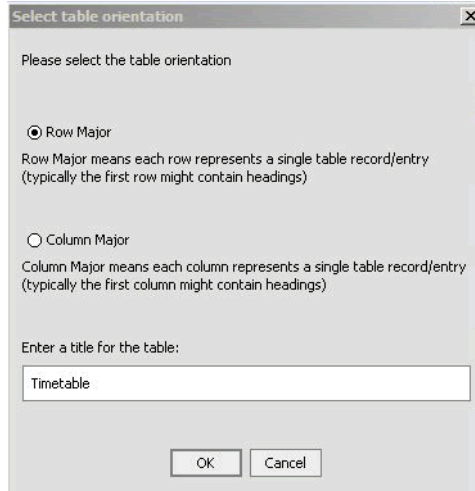 Select table orientation
Please select the table orientation
Row Major
Row Major means each row represents a single table record/entry
(typically the first row might contain headings)
Column Major
Column Major means each column represents a single table record/entry
(typically the first column might contain headings)
Enter a title for the table:
Timetable
OK Cancel